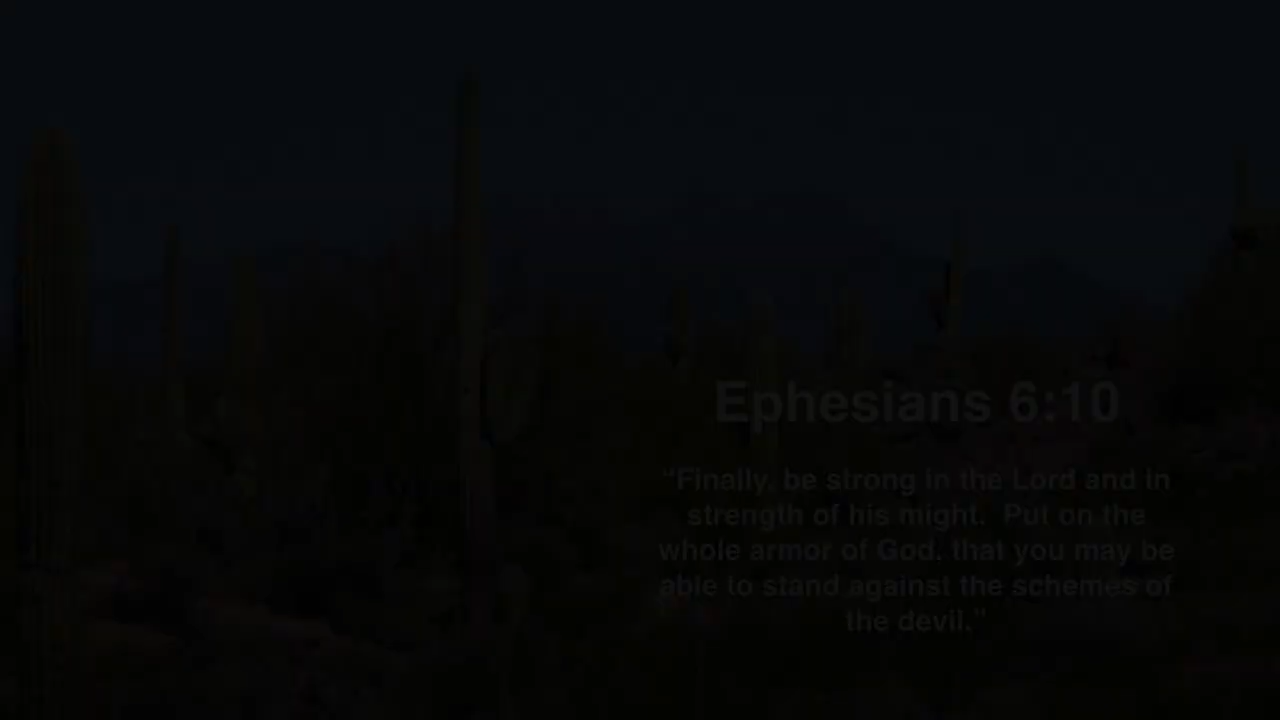 Ephesians 6:10
"Finally, be strong in the Lord and in
strength of his might.  Put on the
whole armor of God, that you may be
able to stand against the schemes of
the devil."